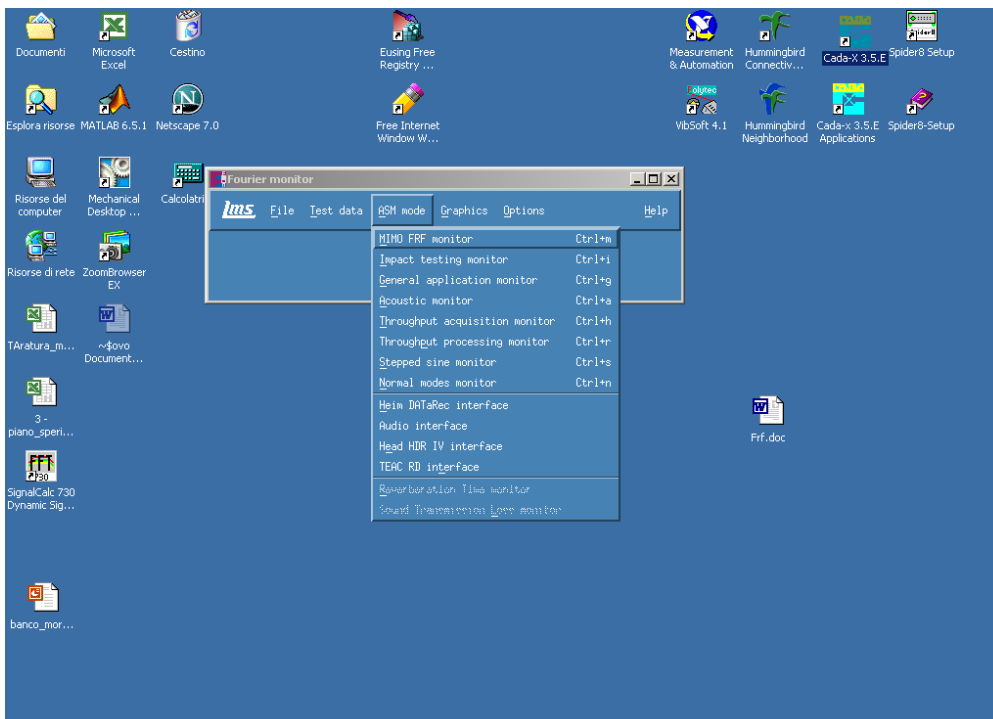 Documenti
Microsoft
Excel
Cestino
Eusing Free
Registry ...
Measurement
& Automation
Hummingbird
Connectiv...
Cada-X 3.5.E
Spider8 Setup
Esplora risorse
MATLAB 6.5.1
Netscape 7.0
Free Internet
Window W...
Polytec
VibSoft 4.1
Hummingbird
Neighborhood
Cada-x 3.5.E
Applications
Spider8-Setup
Risorse del
computer
Mechanical
Desktop ...
Calcolatri
Fourier monitor
lms File Test data ASM mode Graphics Options Help
MIMO FRF monitor Ctrl+m
Impact testing monitor Ctrl+i
General application monitor Ctrl+g
Acoustic monitor Ctrl+a
Throughput acquisition monitor Ctrl+h
Throughput processing monitor Ctrl+r
Stepped sine monitor Ctrl+s
Normal modes monitor Ctrl+n
Heim DATaRec interface
Audio interface
Head HDR IV interface
TEAC RD interface
Reverberation Time monitor
Sound Transmission Loss monitor
Risorse di rete
ZoomBrowser
EX
TAratura_m...
~$ovo
Document...
3 -
piano_speri...
Frf.doc
FFT
730
SignalCalc 730
Dynamic Sig...
banco_mor...